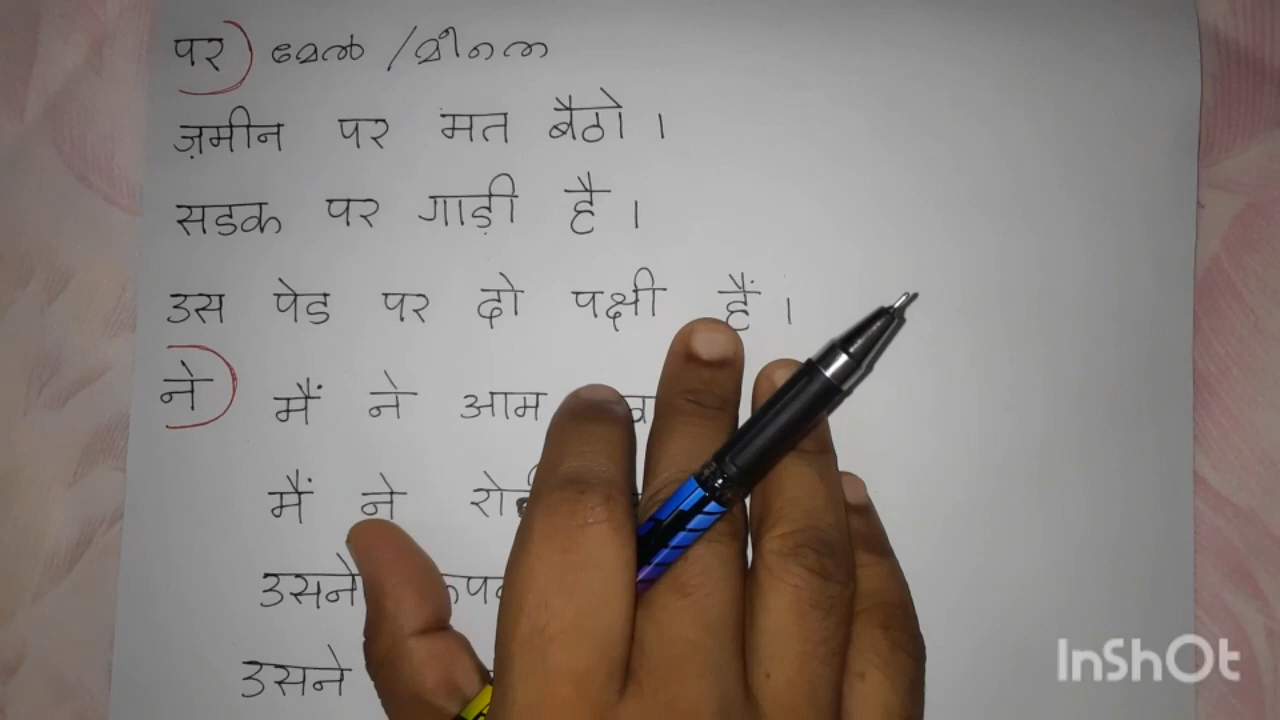 पर) മേൽ /മീതെ
ज़मीन पर मत बैठो ।
सडक पर गाड़ी है ।
उस पेड पर दो पक्षी हैं ।
ने) मैं ने आम
मैं ने
उसने
उसने
InShOt